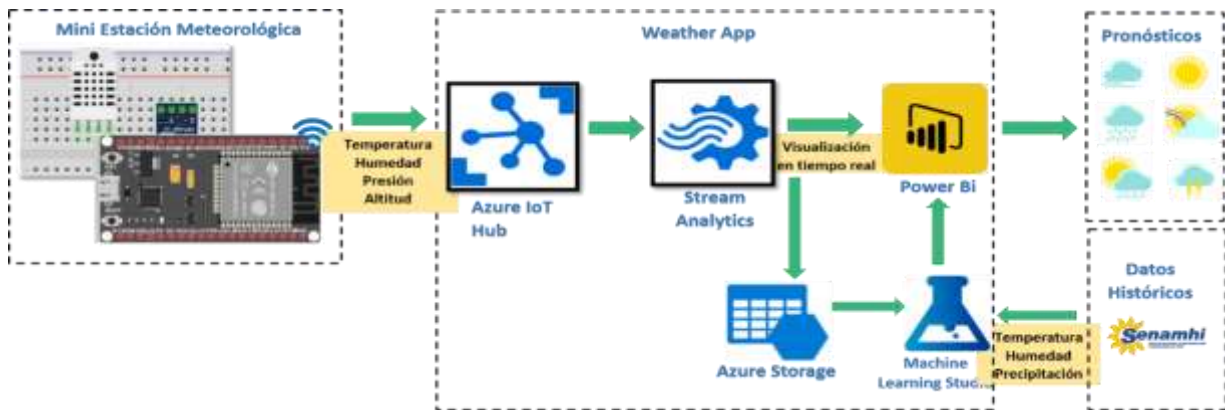 Mini Estación Meteorológica
Temperatura
Humedad
Presión
Altitud
Weather App
Azure IoT
Hub
Stream
Analytics
Visualización
en tiempo real
Power Bi
Azure Storage
Machine
Learning Studi
Pronósticos
Datos
Históricos
Senamhi
Temperatura
Humedad
Precipitación